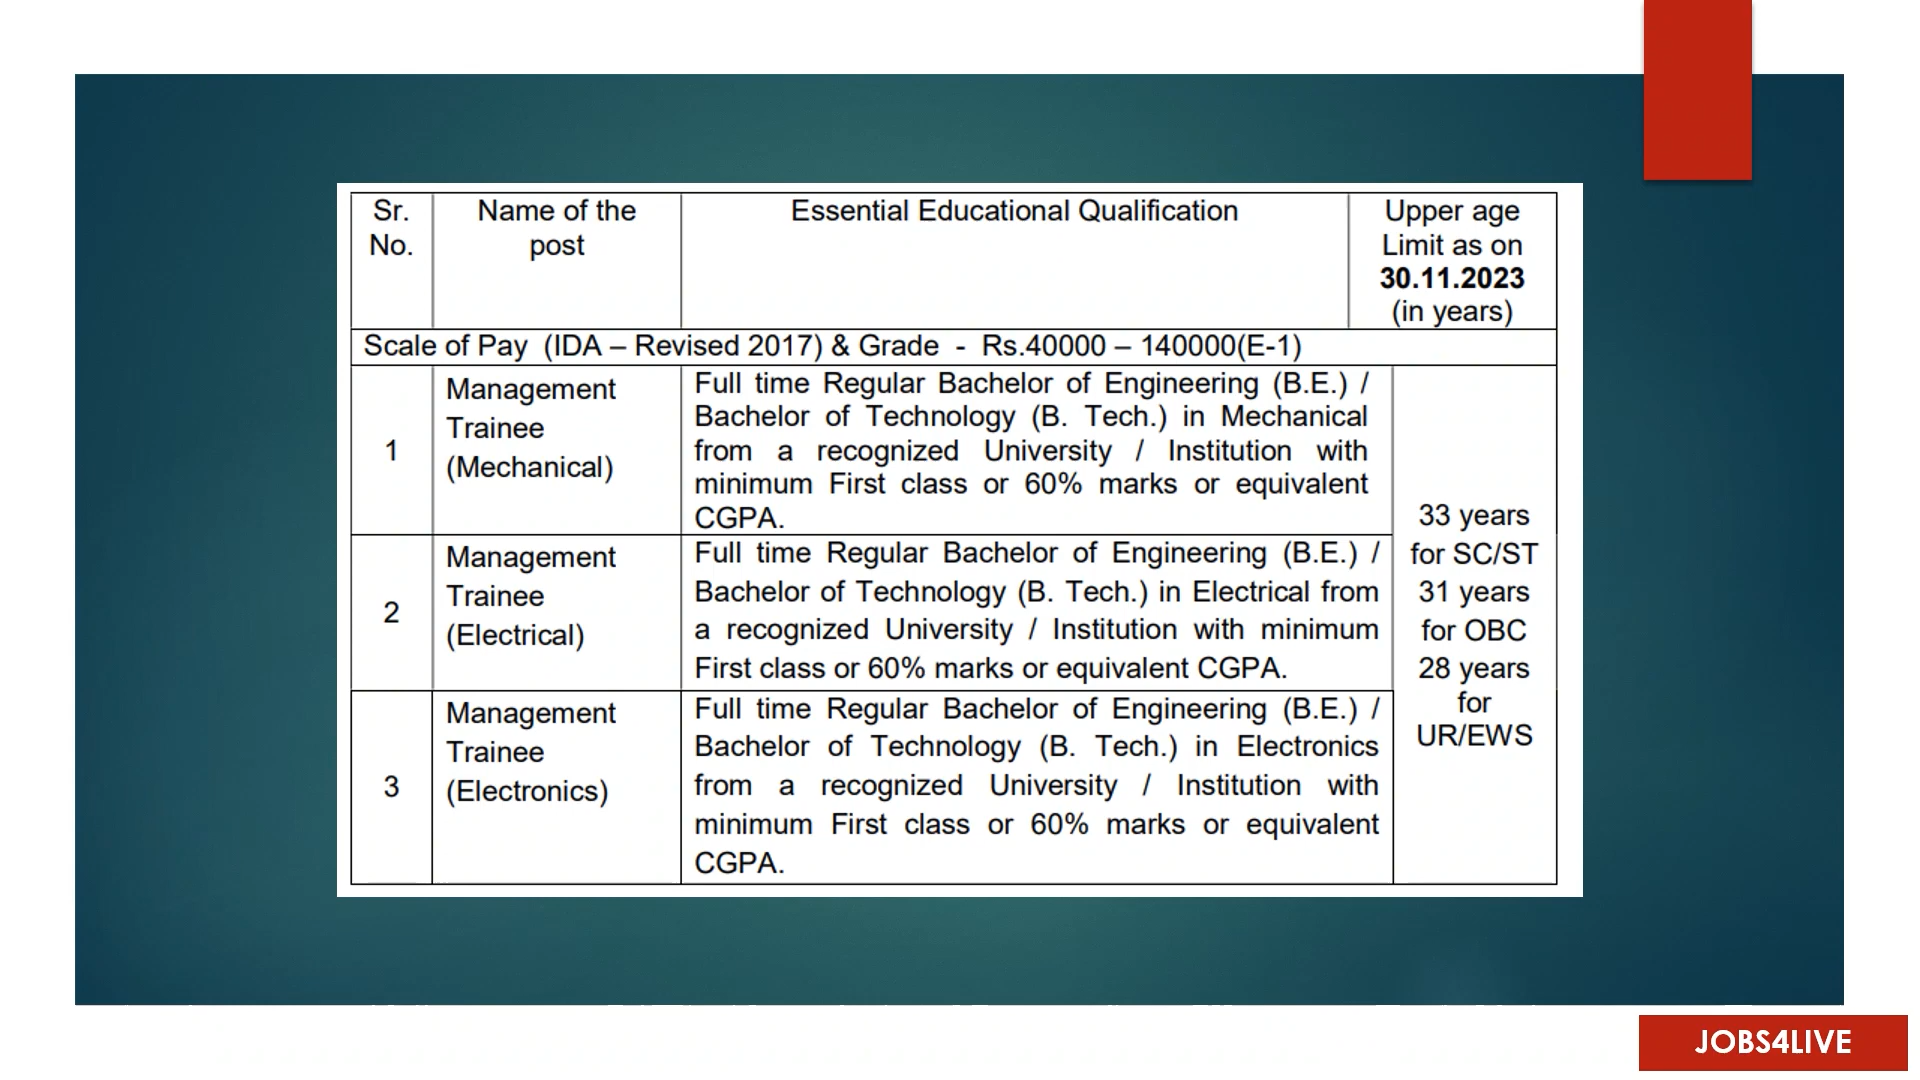 Sr.
No.
Name of the
post
Essential Educational Qualification
Upper age
Limit as on
30.11.2023
(in years)
Scale of Pay (IDA – Revised 2017) & Grade - Rs.40000 – 140000(E-1)
1
Management
Trainee
(Mechanical)
Full time Regular Bachelor of Engineering (B.E.) /
Bachelor of Technology (B. Tech.) in Mechanical
from a recognized University / Institution with
minimum First class or 60% marks or equivalent
CGPA.
2
Management
Trainee
(Electrical)
Full time Regular Bachelor of Engineering (B.E.) /
Bachelor of Technology (B. Tech.) in Electrical from
a recognized University / Institution with minimum
First class or 60% marks or equivalent CGPA.
3
Management
Trainee
(Electronics)
Full time Regular Bachelor of Engineering (B.E.) /
Bachelor of Technology (B. Tech.) in Electronics
from a recognized University / Institution with
minimum First class or 60% marks or equivalent
CGPA.
33 years
for SC/ST
31 years
for OBC
28 years
for
UR/EWS
JOBS4LIVE